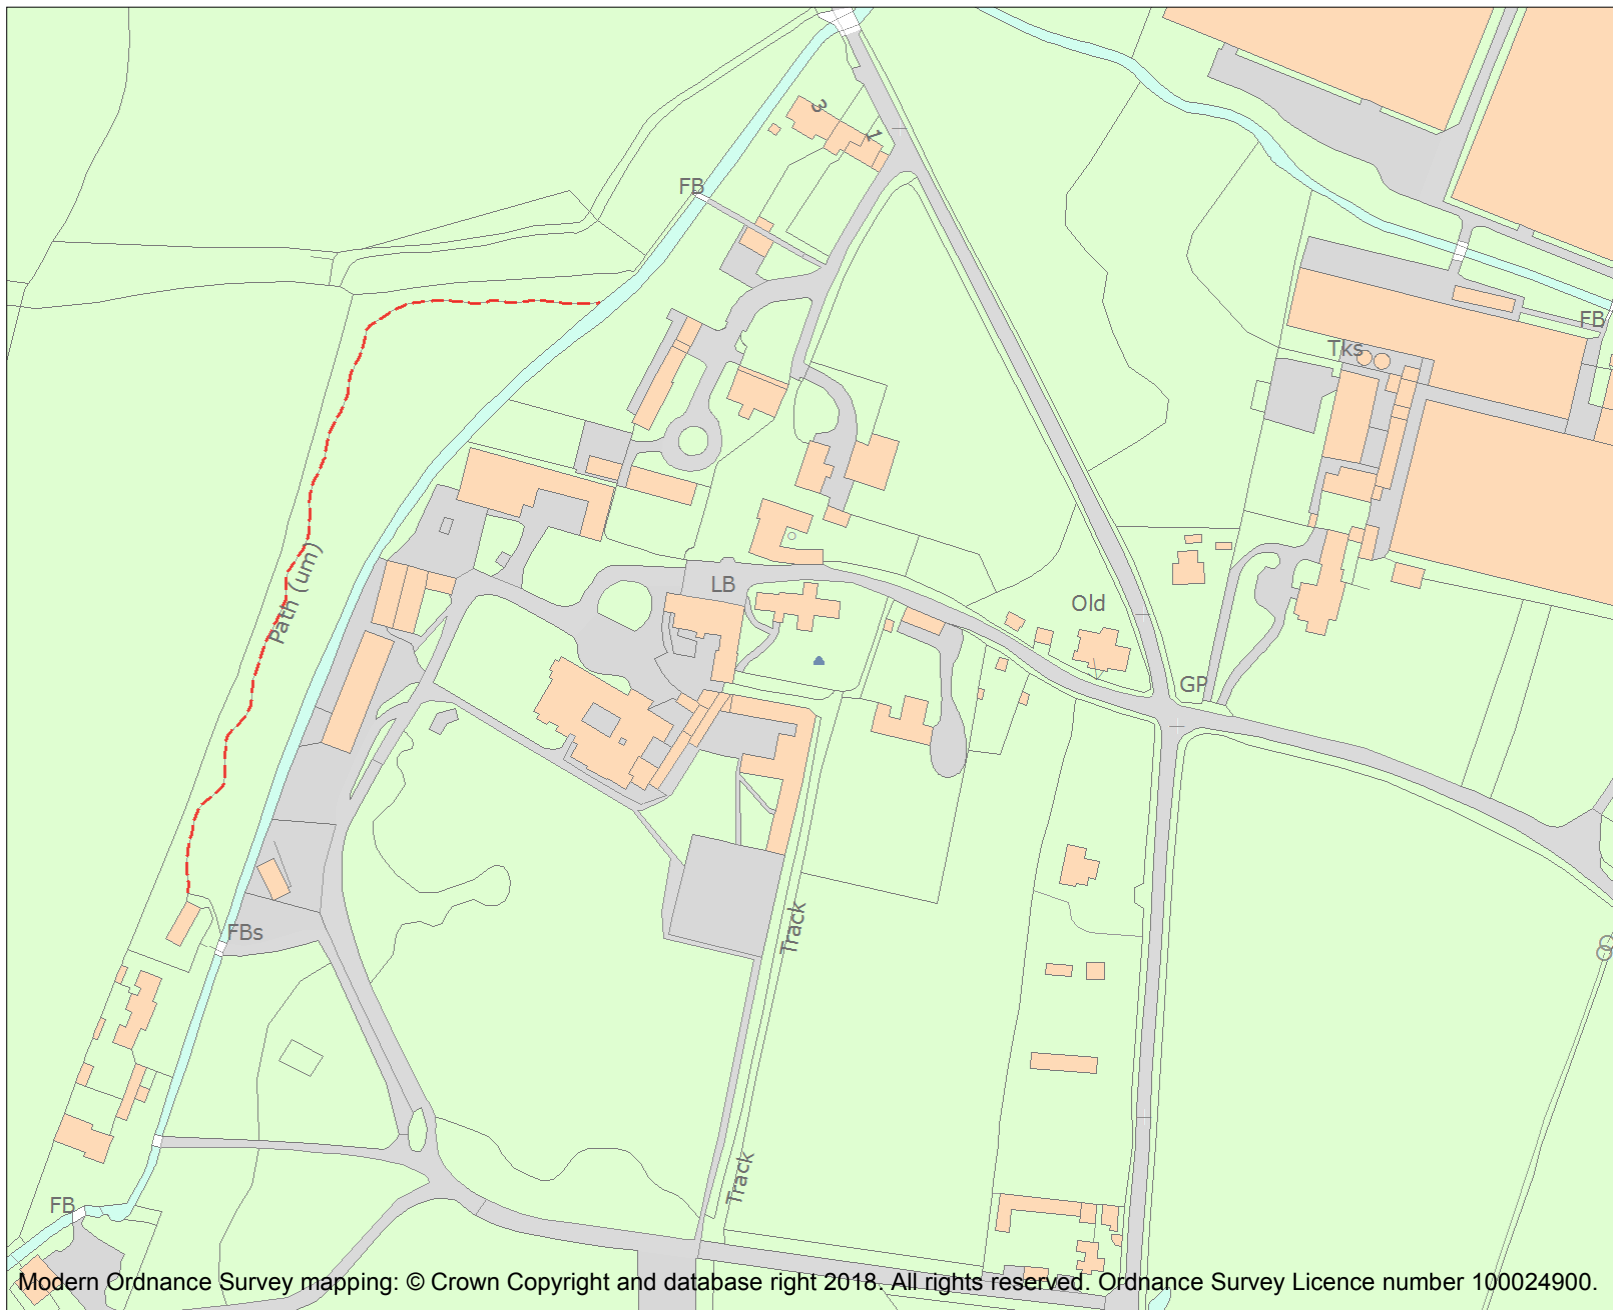 3
1
FB
FB
Tks
Path (um)
LB
Old
GP
FBs
Track
Track
FB
Modern Ordnance Survey mapping: © Crown Copyright and database right 2018. All rights reserved. Ordnance Survey Licence number 100024900.